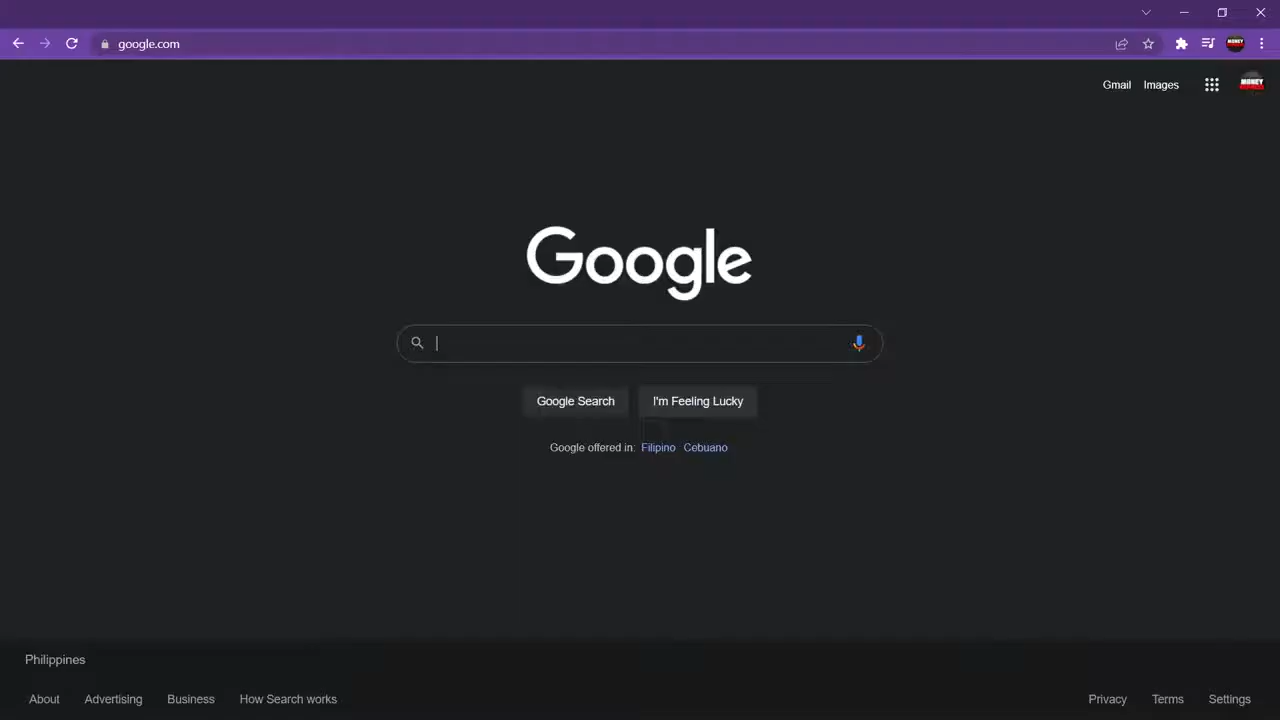 google.com
Gmail Images
MONEY
Google
Google Search I'm Feeling Lucky
Google offered in: Filipino Cebuano
Philippines
About Advertising Business How Search works Privacy Terms Settings